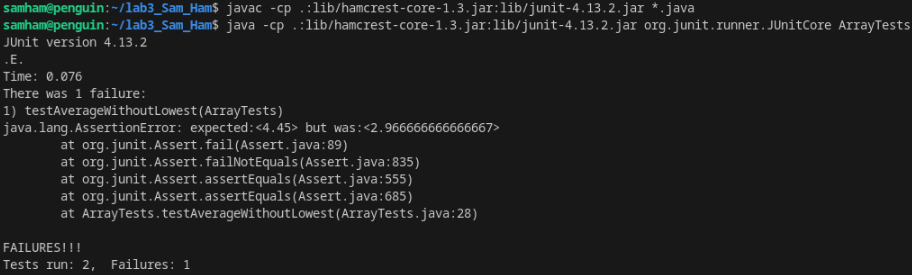 samham@penguin:~/lab3_Sam_Ham$ javac -cp .:lib/hamcrest-core-1.3.jar:lib/junit-4.13.2.jar *.java
samham@penguin:~/lab3_Sam_Ham$ java -cp .:lib/hamcrest-core-1.3.jar:lib/junit-4.13.2.jar org.junit.runner.JUnitCore ArrayTests
JUnit version 4.13.2
.E.
Time: 0.076
There was 1 failure:
1) testAverageWithoutLowest(ArrayTests)
java.lang.AssertionError: expected:<4.45> but was:<2.966666666666667>
        at org.junit.Assert.fail(Assert.java:89)
        at org.junit.Assert.failNotEquals(Assert.java:835)
        at org.junit.Assert.assertEquals(Assert.java:555)
        at org.junit.Assert.assertEquals(Assert.java:685)
        at ArrayTests.testAverageWithoutLowest(ArrayTests.java:28)

FAILURES!!!
Tests run: 2,  Failures: 1